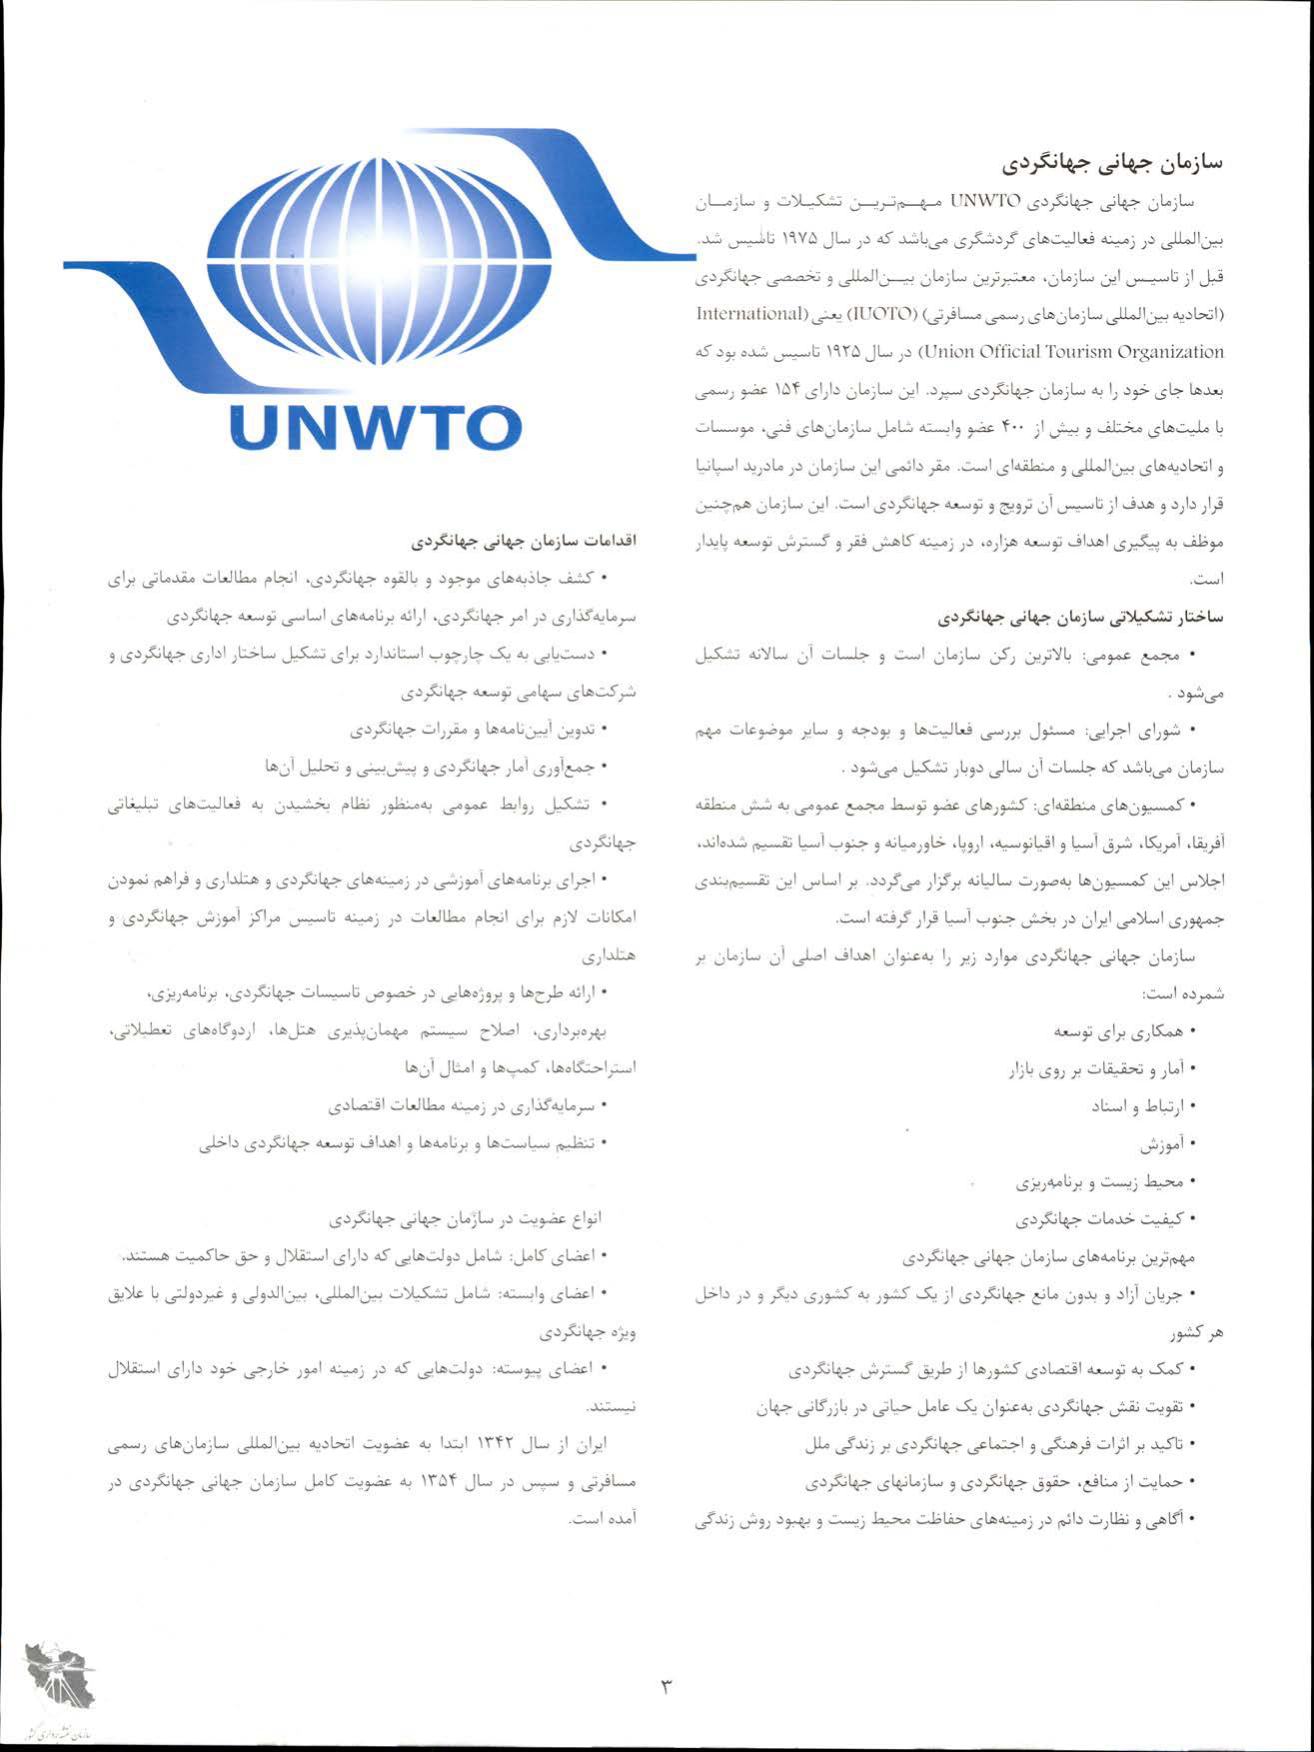 سازمان جهانی جهانگردی
سازمان جهانی جهانگردی UNWTO مهم‌ترین تشکیلات و سازمان
بین‌المللی در زمینه فعالیت‌های گردشگری می‌باشد که در سال ۱۹۷۵ تاسیس شد.
قبل از تاسیس این سازمان، معتبرترین سازمان بین‌المللی و تخصصی جهانگردی
(اتحادیه بین‌المللی سازمان‌های رسمی مسافرتی) (IUOTO) یعنی (International
Union Official Tourism Organization) در سال ۱۹۲۵ تاسیس شده بود که
بعدها جای خود را به سازمان جهانگردی سپرد. این سازمان دارای ۱۵۴ عضو رسمی
با ملیت‌های مختلف و بیش از ۴۰۰ عضو وابسته شامل سازمان‌های فنی، موسسات
و اتحادیه‌های بین‌المللی و منطقه‌ای است. مقر دائمی این سازمان در مادرید اسپانیا
قرار دارد و هدف از تاسیس آن ترویج و توسعه جهانگردی است. این سازمان هم‌چنین
موظف به پیگیری اهداف توسعه هزاره، در زمینه کاهش فقر و گسترش توسعه پایدار
است.
ساختار تشکیلاتی سازمان جهانی جهانگردی
• مجمع عمومی: بالاترین رکن سازمان است و جلسات آن سالانه تشکیل
می‌شود .
• شورای اجرایی: مسئول بررسی فعالیت‌ها و بودجه و سایر موضوعات مهم
سازمان می‌باشد که جلسات آن سالی دوبار تشکیل می‌شود .
• کمسیون‌های منطقه‌ای: کشورهای عضو توسط مجمع عمومی به شش منطقه
آفریقا، آمریکا، شرق آسیا و اقیانوسیه، اروپا، خاورمیانه و جنوب آسیا تقسیم شده‌اند،
اجلاس این کمسیون‌ها به‌صورت سالیانه برگزار می‌گردد. بر اساس این تقسیم‌بندی
جمهوری اسلامی ایران در بخش جنوب آسیا قرار گرفته است.
سازمان جهانی جهانگردی موارد زیر را به‌عنوان اهداف اصلی آن سازمان بر
شمرده است:
• همکاری برای توسعه
• آمار و تحقیقات بر روی بازار
• ارتباط و اسناد
• آموزش
• محیط زیست و برنامه‌ریزی
• کیفیت خدمات جهانگردی
مهم‌ترین برنامه‌های سازمان جهانی جهانگردی
• جریان آزاد و بدون مانع جهانگردی از یک کشور به کشوری دیگر و در داخل
هر کشور
• کمک به توسعه اقتصادی کشورها از طریق گسترش جهانگردی
• تقویت نقش جهانگردی به‌عنوان یک عامل حیاتی در بازرگانی جهان
• تاکید بر اثرات فرهنگی و اجتماعی جهانگردی بر زندگی ملل
• حمایت از منافع، حقوق جهانگردی و سازمانهای جهانگردی
• آگاهی و نظارت دائم در زمینه‌های حفاظت محیط زیست و بهبود روش زندگی
UNWTO
اقدامات سازمان جهانی جهانگردی
• کشف جاذبه‌های موجود و بالقوه جهانگردی، انجام مطالعات مقدماتی برای
سرمایه‌گذاری در امر جهانگردی، ارائه برنامه‌های اساسی توسعه جهانگردی
• دست‌یابی به یک چارچوب استاندارد برای تشکیل ساختار اداری جهانگردی و
شرکت‌های سهامی توسعه جهانگردی
• تدوین آیین‌نامه‌ها و مقررات جهانگردی
• جمع‌آوری آمار جهانگردی و پیش‌بینی و تحلیل آن‌ها
• تشکیل روابط عمومی به‌منظور نظام بخشیدن به فعالیت‌های تبلیغاتی
جهانگردی
• اجرای برنامه‌های آموزشی در زمینه‌های جهانگردی و هتلداری و فراهم نمودن
امکانات لازم برای انجام مطالعات در زمینه تاسیس مراکز آموزش جهانگردی و
هتلداری
• ارائه طرح‌ها و پروژه‌هایی در خصوص تاسیسات جهانگردی، برنامه‌ریزی،
بهره‌برداری، اصلاح سیستم مهمان‌پذیری هتل‌ها، اردوگاه‌های تعطیلاتی،
استراحتگاه‌ها، کمپ‌ها و امثال آن‌ها
• سرمایه‌گذاری در زمینه مطالعات اقتصادی
• تنظیم سیاست‌ها و برنامه‌ها و اهداف توسعه جهانگردی داخلی
انواع عضویت در سازمان جهانی جهانگردی
• اعضای کامل: شامل دولت‌هایی که دارای استقلال و حق حاکمیت هستند.
• اعضای وابسته: شامل تشکیلات بین‌المللی، بین‌الدولی و غیردولتی با علایق
ویژه جهانگردی
• اعضای پیوسته: دولت‌هایی که در زمینه امور خارجی خود دارای استقلال
نیستند.
ایران از سال ۱۳۴۲ ابتدا به عضویت اتحادیه بین‌المللی سازمان‌های رسمی
مسافرتی و سپس در سال ۱۳۵۴ به عضویت کامل سازمان جهانی جهانگردی در
آمده است.
۳
سازمان نقشه‌برداری کشور